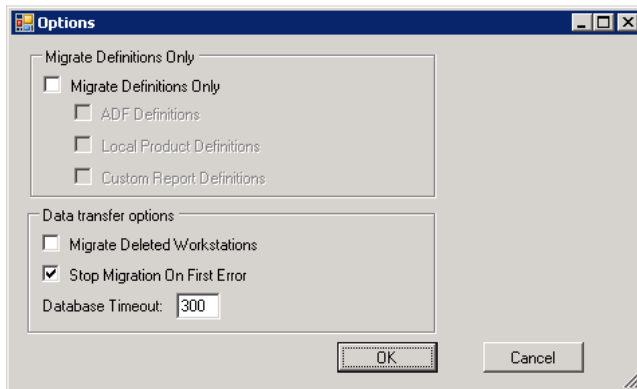 Options
Migrate Definitions Only
Migrate Definitions Only
ADF Definitions
Local Product Definitions
Custom Report Definitions
Data transfer options
Migrate Deleted Workstations
Stop Migration On First Error
Database Timeout: 300
OK Cancel